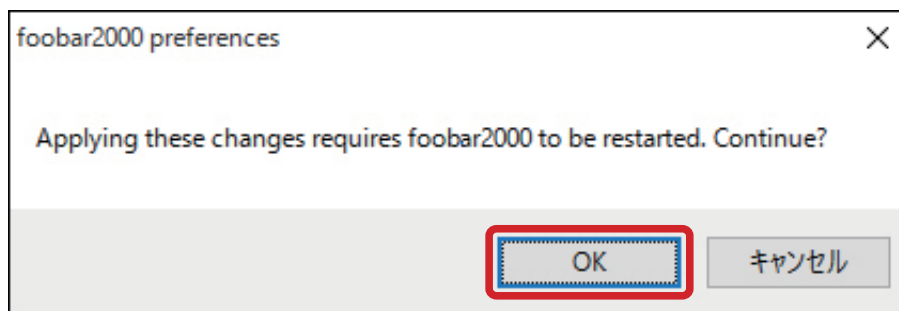 foobar2000 preferences
Applying these changes requires foobar2000 to be restarted. Continue?
OK
キャンセル